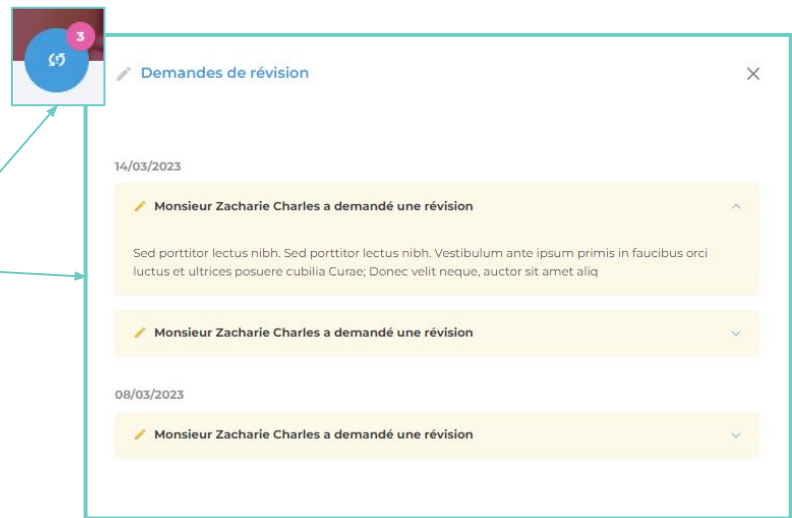 3
Demandes de révision
14/03/2023
Monsieur Zacharie Charles a demandé une révision
Sed porttitor lectus nibh. Sed porttitor lectus nibh. Vestibulum ante ipsum primis in faucibus orci
luctus et ultrices posuere cubilia Curae; Donec velit neque, auctor sit amet aliq
Monsieur Zacharie Charles a demandé une révision
08/03/2023
Monsieur Zacharie Charles a demandé une révision